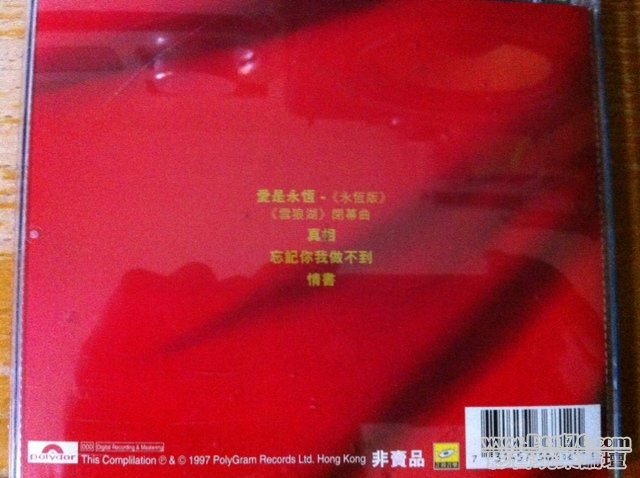 愛是永恆 -《永恆版》
《雪狼湖》閉幕曲
真相
忘記你我做不到
情書
polydor
DDD Digital Recording & Mastering
This Complilation ℗ & © 1997 PolyGram Records Ltd. Hong Kong 非賣品